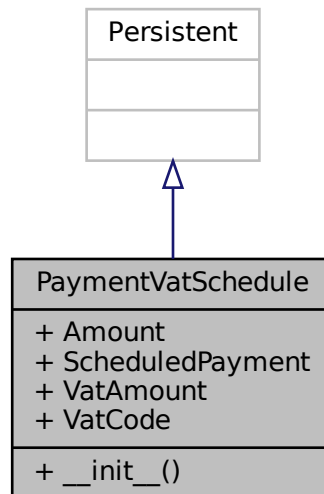 Persistent
PaymentVatSchedule
+ Amount
+ ScheduledPayment
+ VatAmount
+ VatCode
+ __init__()